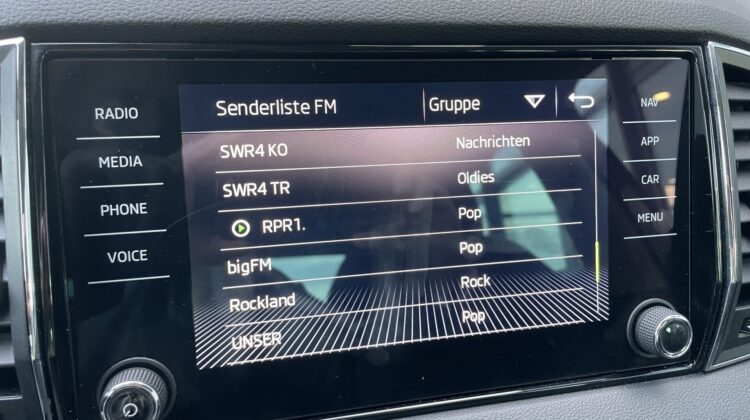 Senderliste FM Gruppe
RADIO
MEDIA
PHONE
VOICE
SWR4 KO Nachrichten
SWR4 TR Oldies
RPR1. Pop
bigFM Pop
Rockland Rock
UNSER Pop
NAV
APP
CAR
MENU